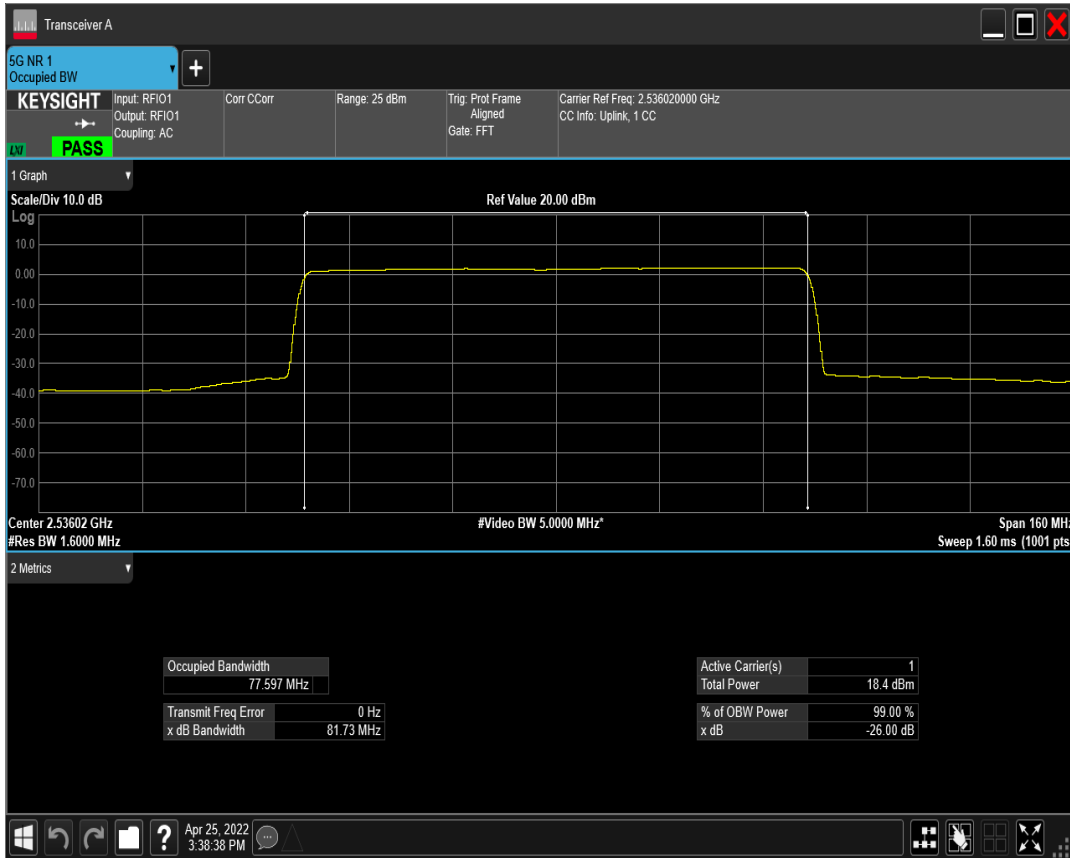 Transceiver A
5G NR 1
Occupied BW
KEYSIGHT
LXI
PASS
Input: RFIO1
Output: RFIO1
Coupling: AC
Corr CCorr
Range: 25 dBm
Trig: Prot Frame
Aligned
Gate: FFT
Carrier Ref Freq: 2.536020000 GHz
CC Info: Uplink, 1 CC
1 Graph
Scale/Div 10.0 dB
Ref Value 20.00 dBm
Log
10.0
0.00
-10.0
-20.0
-30.0
-40.0
-50.0
-60.0
-70.0
Center 2.53602 GHz
#Video BW 5.0000 MHz*
Span 160 MHz
#Res BW 1.6000 MHz
Sweep 1.60 ms (1001 pts
2 Metrics
Occupied Bandwidth
77.597 MHz
Transmit Freq Error 0 Hz
x dB Bandwidth 81.73 MHz
Active Carrier(s) 1
Total Power 18.4 dBm
% of OBW Power 99.00 %
x dB -26.00 dB
?
Apr 25, 2022
3:38:38 PM